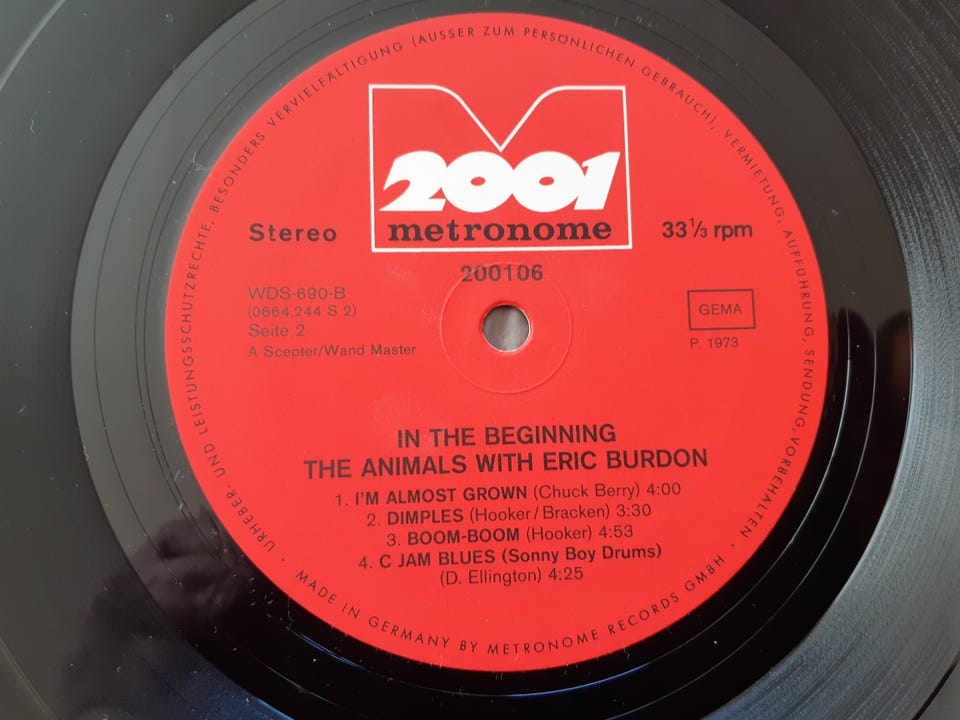 URHEBER- UND LEISTUNGSSCHUTZRECHTE, BESONDERS VERVIELFÄLTIGUNG (AUSSER ZUM PERSÖNLICHEN GEBRAUCH), VERMIETUNG, AUFFÜHRUNG, SENDUNG, VORBEHALTEN ·
2001
metronome
Stereo
33⅓ rpm
200106
WDS-690-B
(0664,244 S 2)
Seite 2
A Scepter/Wand Master
GEMA
P. 1973
IN THE BEGINNING
THE ANIMALS WITH ERIC BURDON
1. I'M ALMOST GROWN (Chuck Berry) 4:00
2. DIMPLES (Hooker/Bracken) 3:30
3. BOOM-BOOM (Hooker) 4:53
4. C JAM BLUES (Sonny Boy Drums)
(D. Ellington) 4:25
· MADE IN GERMANY BY METRONOME RECORDS GMBH ·